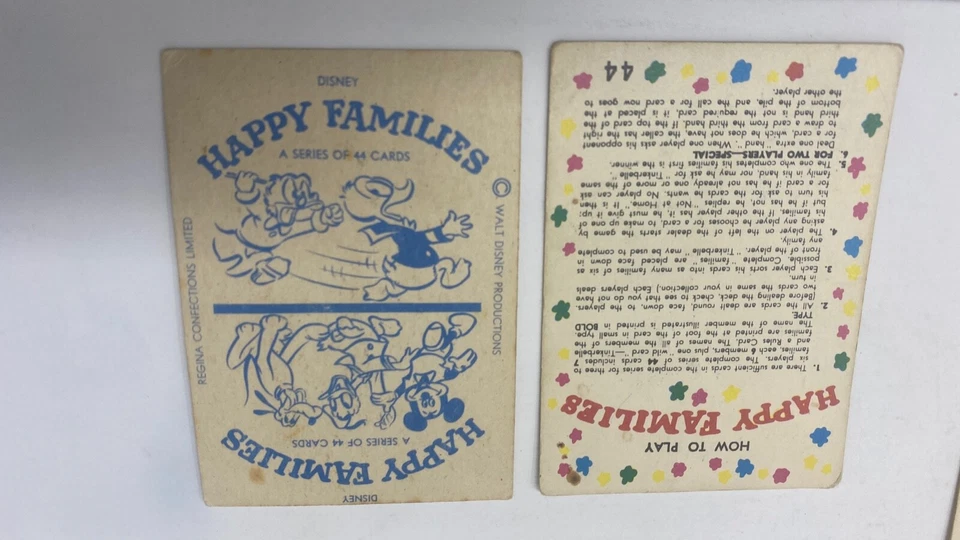 DISNEY
HAPPY FAMILIES
A SERIES OF 44 CARDS
REGINA CONFECTIONS LIMITED
© WALT DISNEY PRODUCTIONS
DISNEY
HAPPY FAMILIES
A SERIES OF 44 CARDS
HOW TO PLAY
HAPPY FAMILIES
1. There are sufficient cards in the complete series for three to
six players. The complete series of 44 cards includes 7
families, each 6 members, plus one "wild card"—Tinkerbelle
and a Rules Card. The names of all the members of the
families are printed at the foot of the card in small type.
The name of the member illustrated is printed in BOLD
TYPE
2. All the cards are dealt round, face down, to the players.
(Before dealing the deck, check to see that you do not have
two cards the same in your collection.) Each players deals
in turn.
3. Each player sorts his cards into as many families of six as
possible. Complete "families" are placed face down in
front of the player. "Tinkerbelle" may be used to complete
any family.
4. The player on the left of the dealer starts the game by
asking any player he chooses for a card, to make up one of
his families. If the other player has it, he must give it up;
but if he has not, he replies "Not at Home." It is then
his turn to ask for the cards he wants. No player can ask
for a card if he has not already one or more of the same
family in his hand, nor may he ask for "Tinkerbelle".
5. The one who completes his families first is the winner.
6. FOR TWO PLAYERS—SPECIAL
Deal one extra "hand". When one player asks his opponent
for a card, which he does not have, the caller has the right
to draw a card from the third hand. If the top card of the
third hand is not the required card, it is placed at the
bottom of the pile, and the call for a card now goes to
the other player.
44